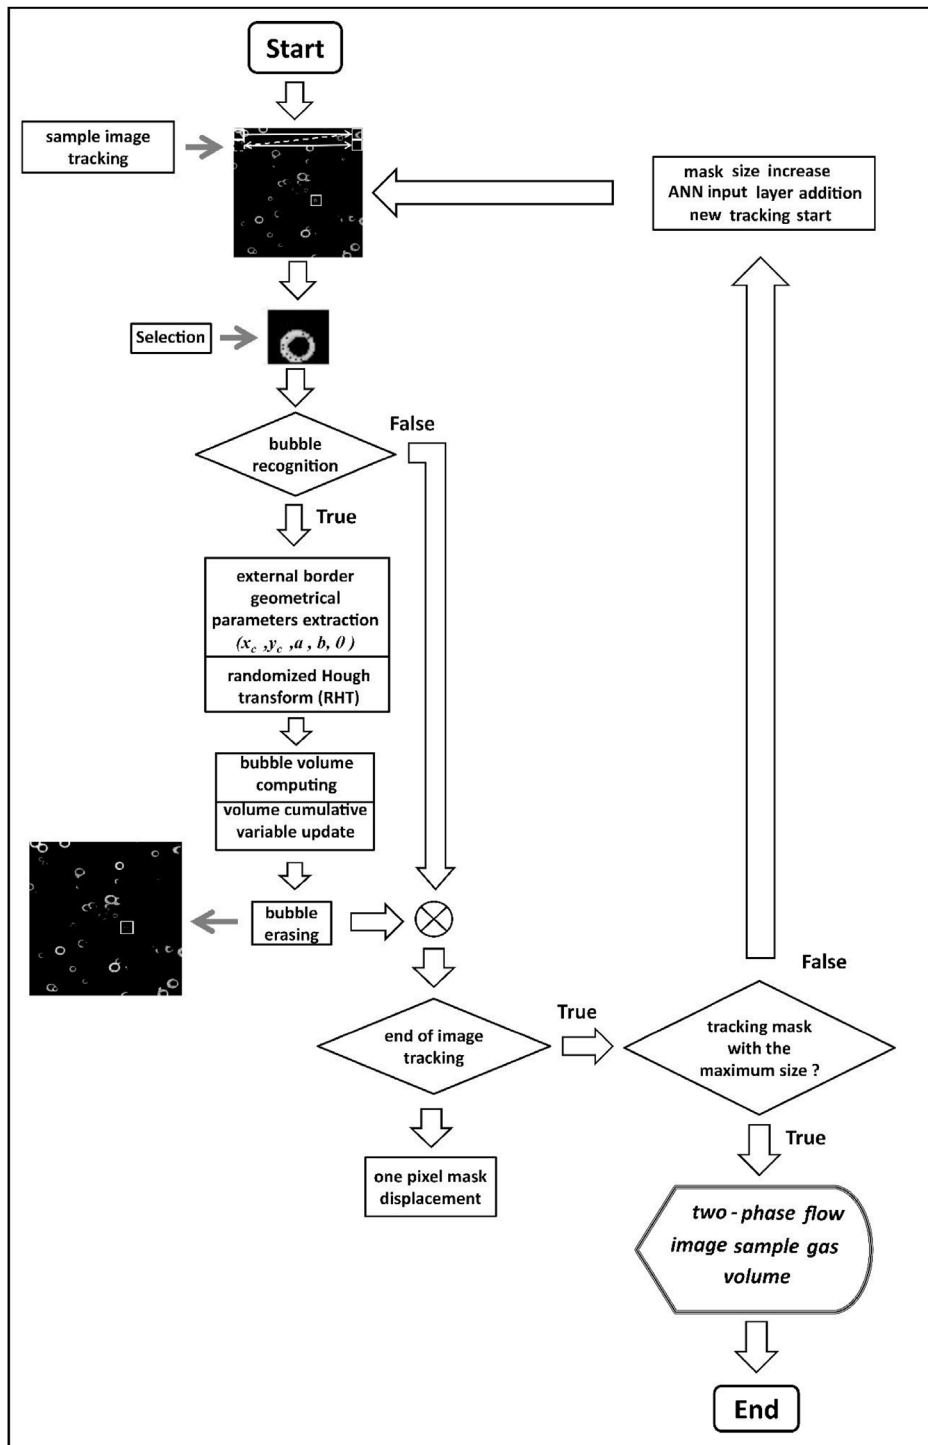 Start
sample image
tracking
mask size increase
ANN input layer addition
new tracking start
Selection
False
bubble
recognition
True
external border
geometrical
parameters extraction
(x_c ,y_c ,a , b, θ )
randomized Hough
transform (RHT)
bubble volume
computing
volume cumulative
variable update
bubble
erasing
False
True
end of image
tracking
tracking mask
with the
maximum size ?
True
one pixel mask
displacement
two - phase flow
image sample gas
volume
End